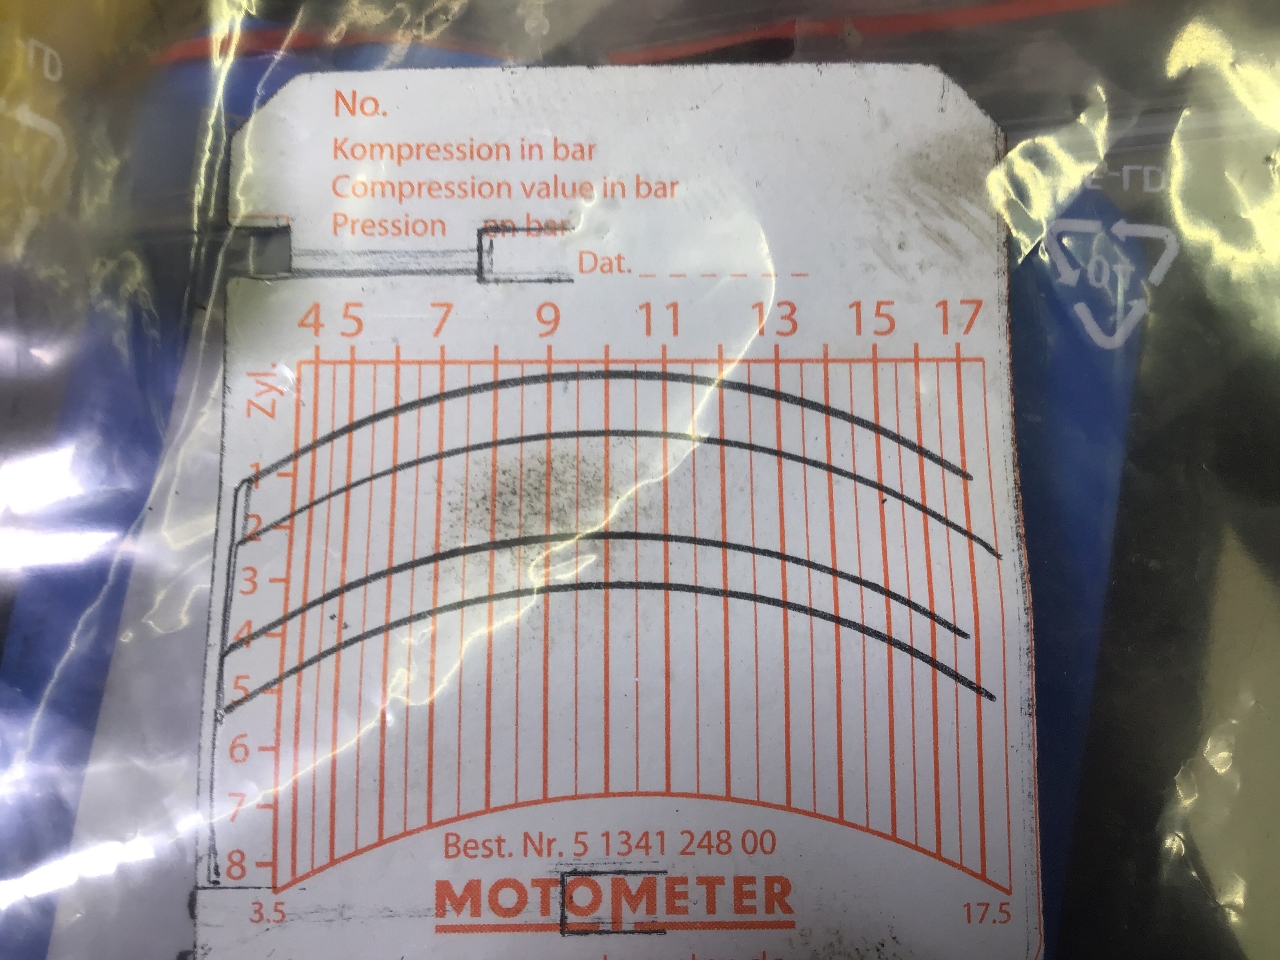 No.
Kompression in bar
Compression value in bar
Pression en bar
Dat.
4 5 7 9 11 13 15 17
Zyl.
1
2
3
4
5
6
7
8
Best. Nr. 5 1341 248 00
3.5 MOTOMETER 17.5